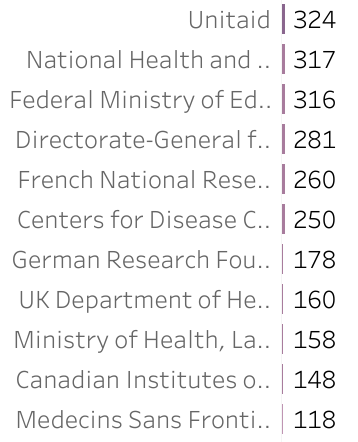 Unitaid 324
National Health and .. 317
Federal Ministry of Ed.. 316
Directorate-General f.. 281
French National Rese.. 260
Centers for Disease C.. 250
German Research Fou.. 178
UK Department of He.. 160
Ministry of Health, La.. 158
Canadian Institutes o.. 148
Medecins Sans Fronti.. 118